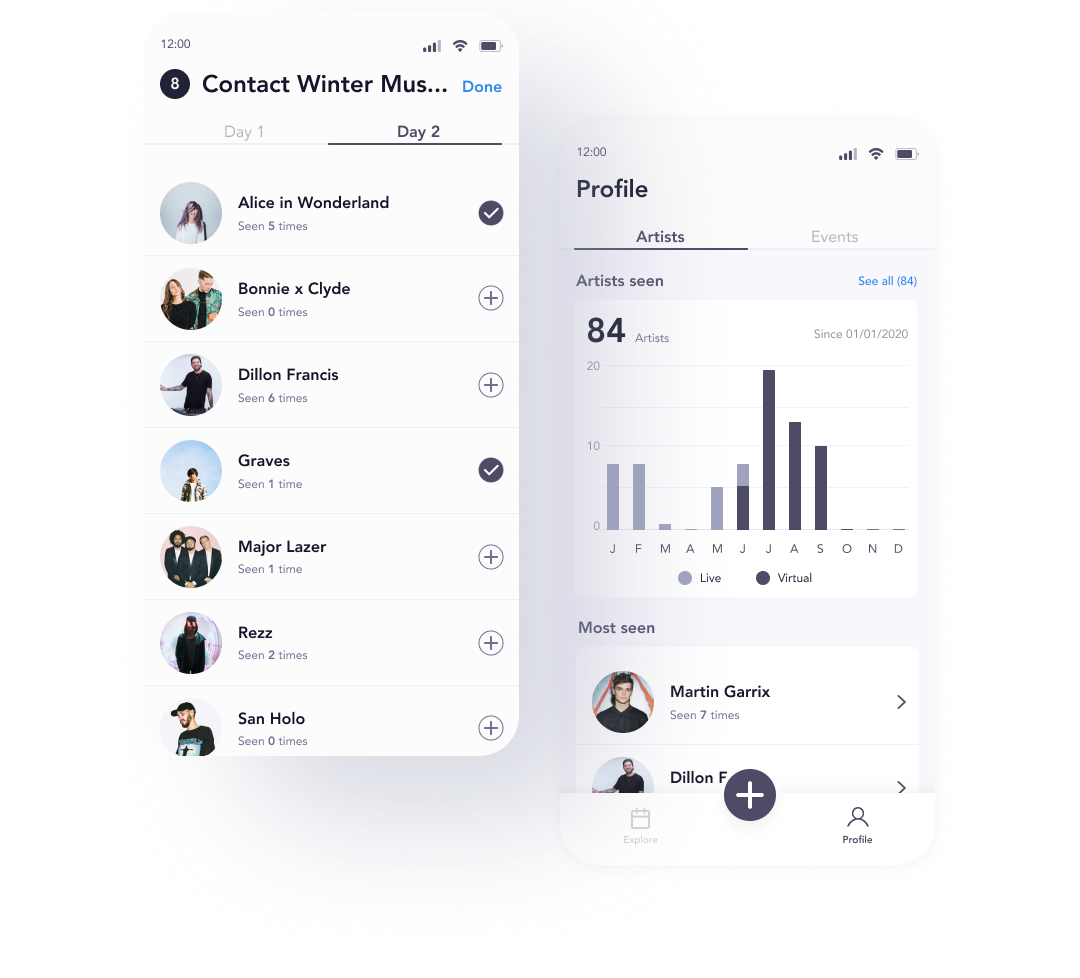 12:00
8 Contact Winter Mus... Done
Day 1 Day 2
Alice in Wonderland
Seen 5 times
Bonnie x Clyde
Seen 0 times
Dillon Francis
Seen 6 times
Graves
Seen 1 time
Major Lazer
Seen 1 time
Rezz
Seen 2 times
San Holo
Seen 0 times
12:00
Profile
Artists Events
Artists seen See all (84)
84 Artists Since 01/01/2020
20
10
0
J F M A M J J A S O N D
Live Virtual
Most seen
Martin Garrix
Seen 7 times
Dillon F
Explore Profile